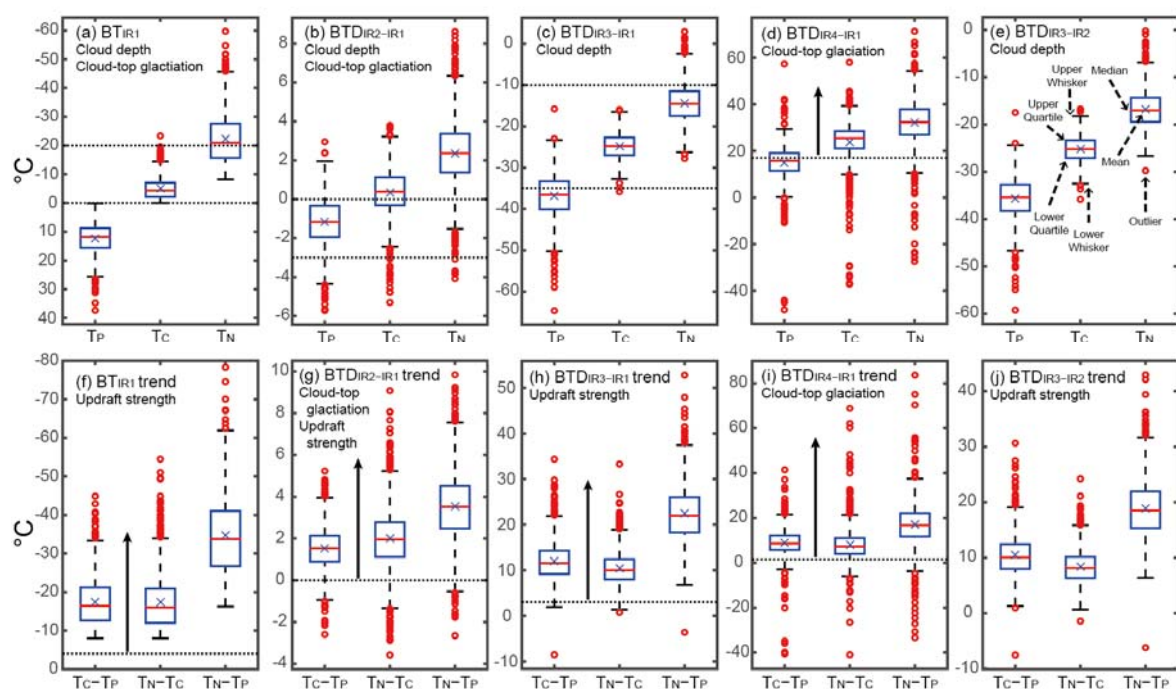 (a) BTIR1
Cloud depth
Cloud-top glactiation
-60
-50
-40
-30
-20
-10
0
10
20
30
40
°C
TP
TC
TN
(b) BTDIR2-IR1
Cloud depth
Cloud-top glactiation
8
6
4
2
0
-2
-4
-6
TP
TC
TN
(c) BTDIR3-IR1
Cloud depth
0
-10
-20
-30
-40
-50
-60
TP
TC
TN
(d) BTDIR4-IR1
Cloud-top glaciation
60
40
20
0
-20
-40
TP
TC
TN
(e) BTDIR3-IR2
Cloud depth
0
-10
-20
-30
-40
-50
-60
Upper
Whisker
Median
Upper
Quartile
Mean
Lower
Quartile
Lower
Whisker
Outlier
TP
TC
TN
(f) BTIR1 trend
Updraft strength
-80
-70
-60
-50
-40
-30
-20
-10
0
°C
TC-TP
TN-TC
TN-TP
(g) BTDIR2-IR1 trend
Cloud-top
glactiation
Updraft
strength
10
8
6
4
2
0
-2
-4
TC-TP
TN-TC
TN-TP
(h) BTDIR3-IR1 trend
Updraft strength
50
40
30
20
10
0
-10
TC-TP
TN-TC
TN-TP
(i) BTDIR4-IR1 trend
Cloud-top glaciation
80
60
40
20
0
-20
-40
TC-TP
TN-TC
TN-TP
(j) BTDIR3-IR2 trend
40
30
20
10
0
-10
TC-TP
TN-TC
TN-TP